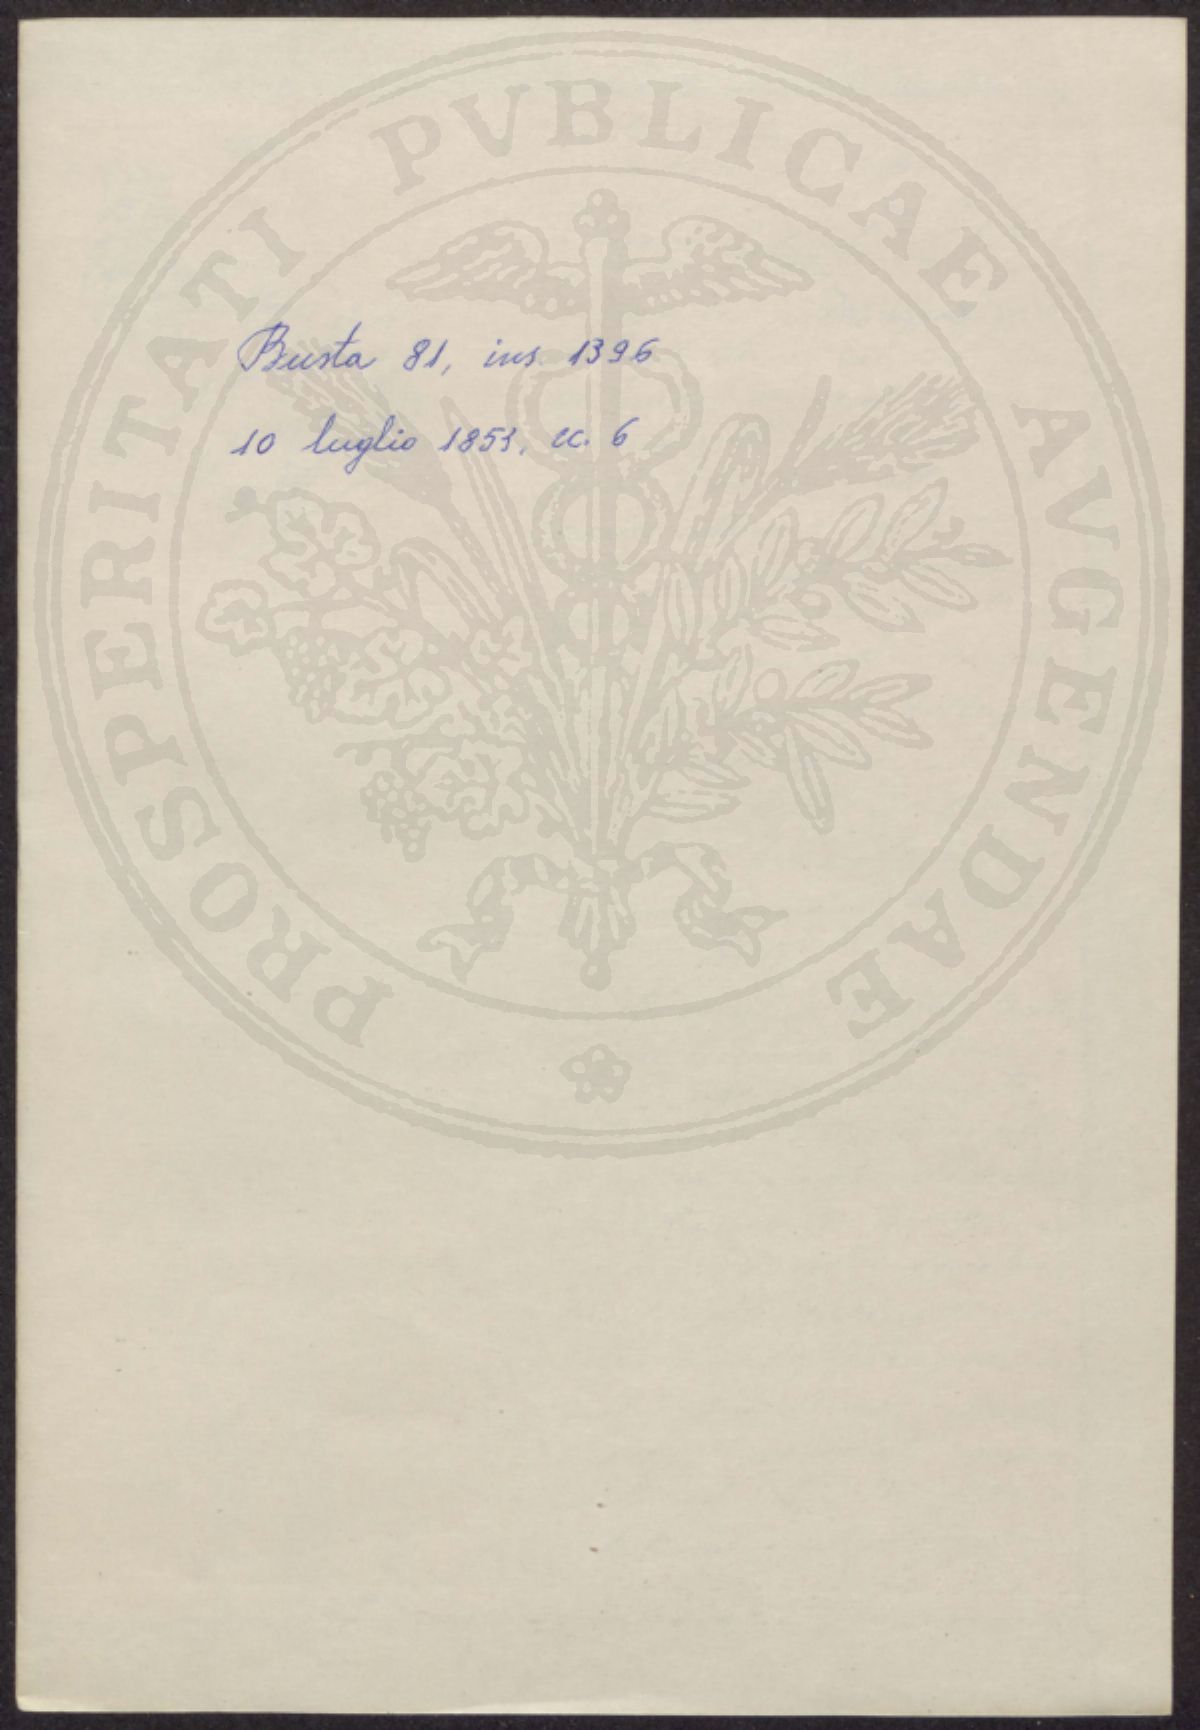 PROSPERITATI PVBLICAE AVGENDAE
Busta 81, ins. 1396
10 luglio 1853, cc. 6